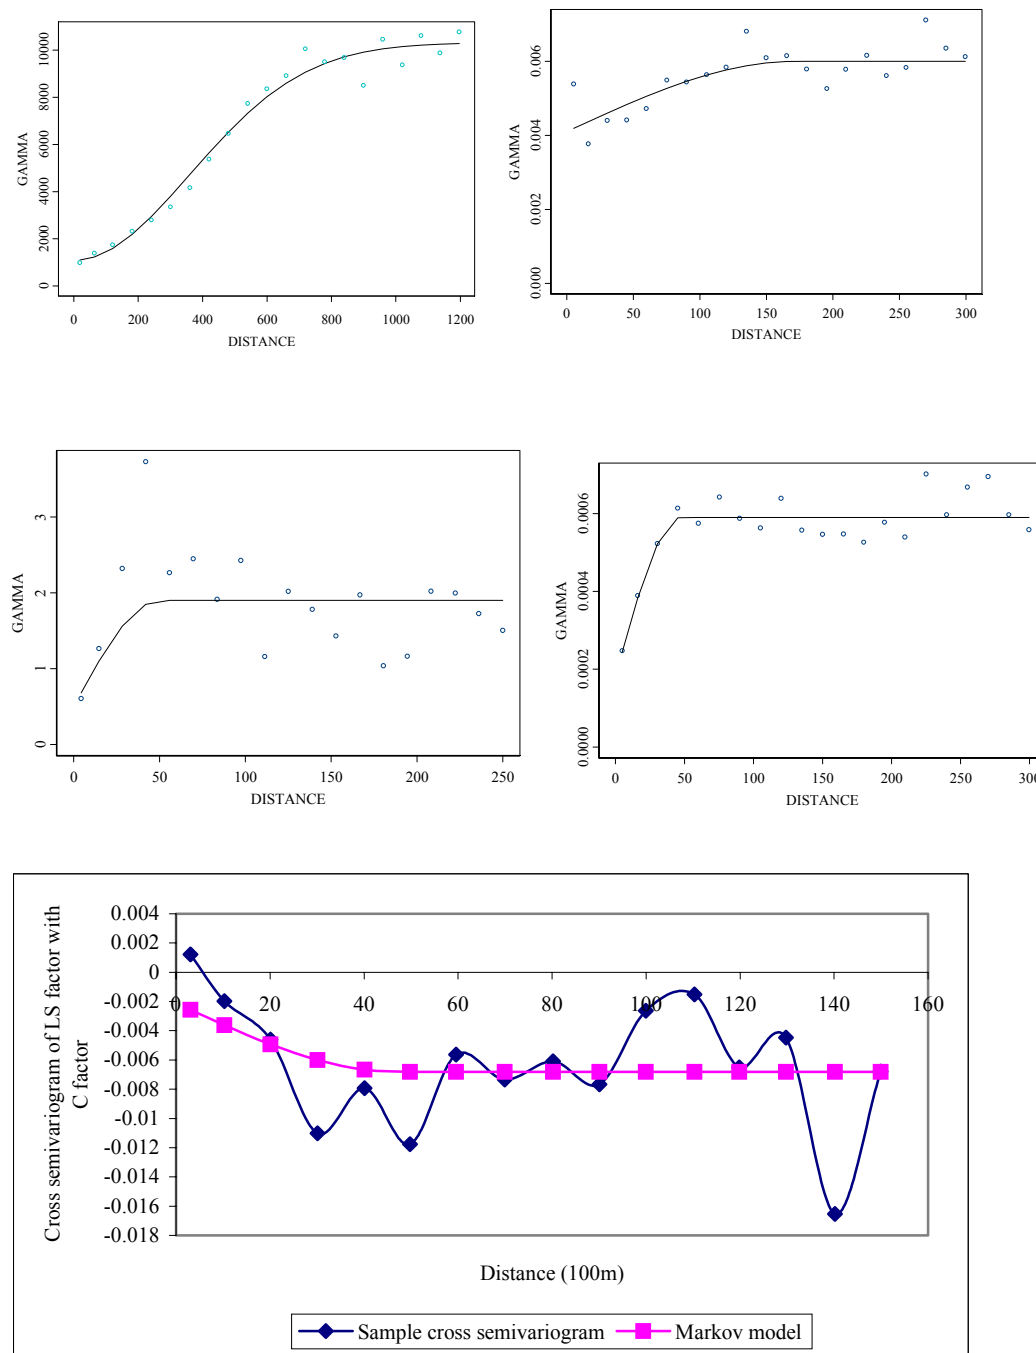 10000
8000
6000
4000
2000
0
GAMMA
0 200 400 600 800 1000 1200
DISTANCE
0.006
0.004
0.002
0.000
GAMMA
0 50 100 150 200 250 300
DISTANCE
3
2
1
0
GAMMA
0 50 100 150 200 250
DISTANCE
0.0006
0.0004
0.0002
0.0000
GAMMA
0 50 100 150 200 250 300
DISTANCE
Cross semivariogram of LS factor with
C factor
0.004
0.002
0
-0.002
-0.004
-0.006
-0.008
-0.01
-0.012
-0.014
-0.016
-0.018
0 20 40 60 80 100 120 140 160
Distance (100m)
Sample cross semivariogram
Markov model